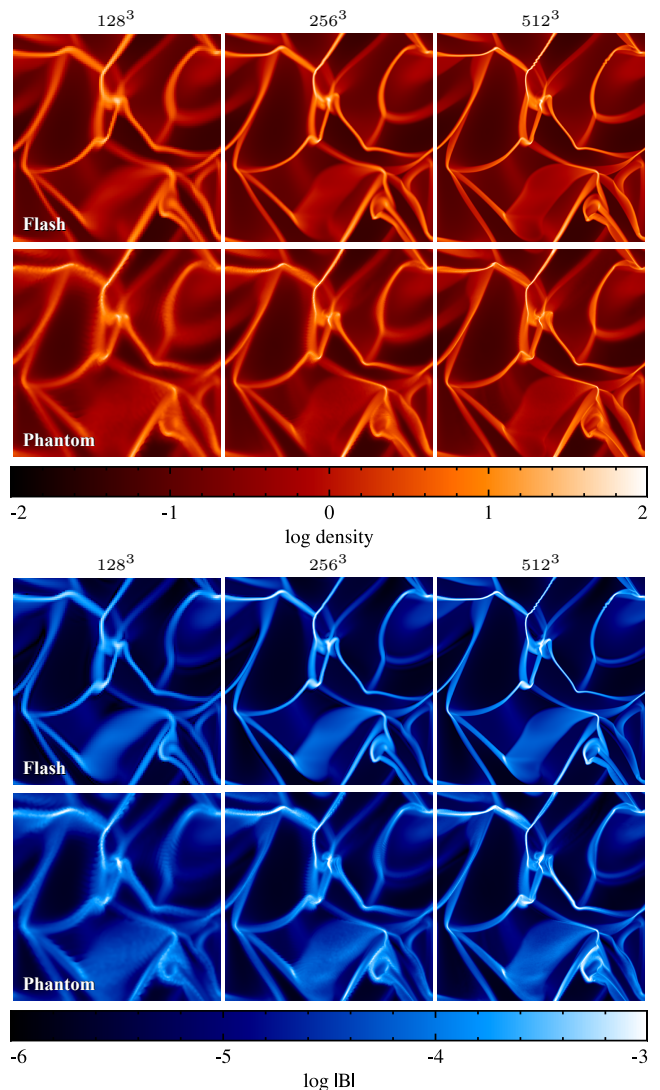 128³ 256³ 512³
Flash
Phantom
-2 -1 0 1 2
log density
128³ 256³ 512³
Flash
Phantom
-6 -5 -4 -3
log |B|